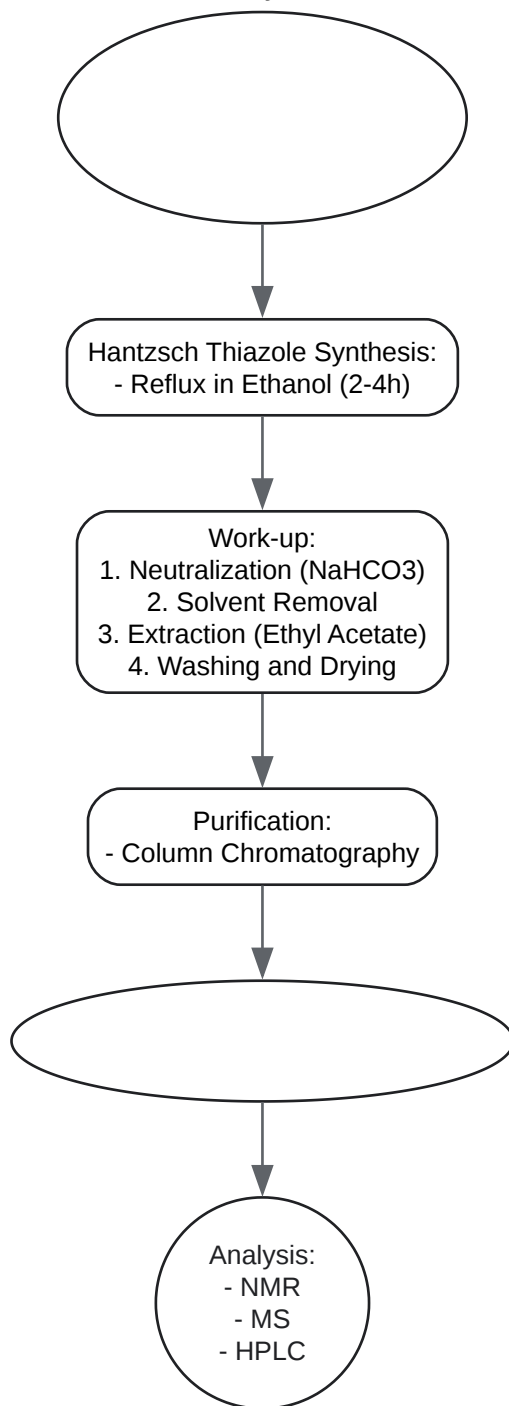 Hantzsch Thiazole Synthesis:
- Reflux in Ethanol (2-4h)
Work-up:
1. Neutralization (NaHCO3)
2. Solvent Removal
3. Extraction (Ethyl Acetate)
4. Washing and Drying
Purification:
- Column Chromatography
Analysis:
- NMR
- MS
- HPLC